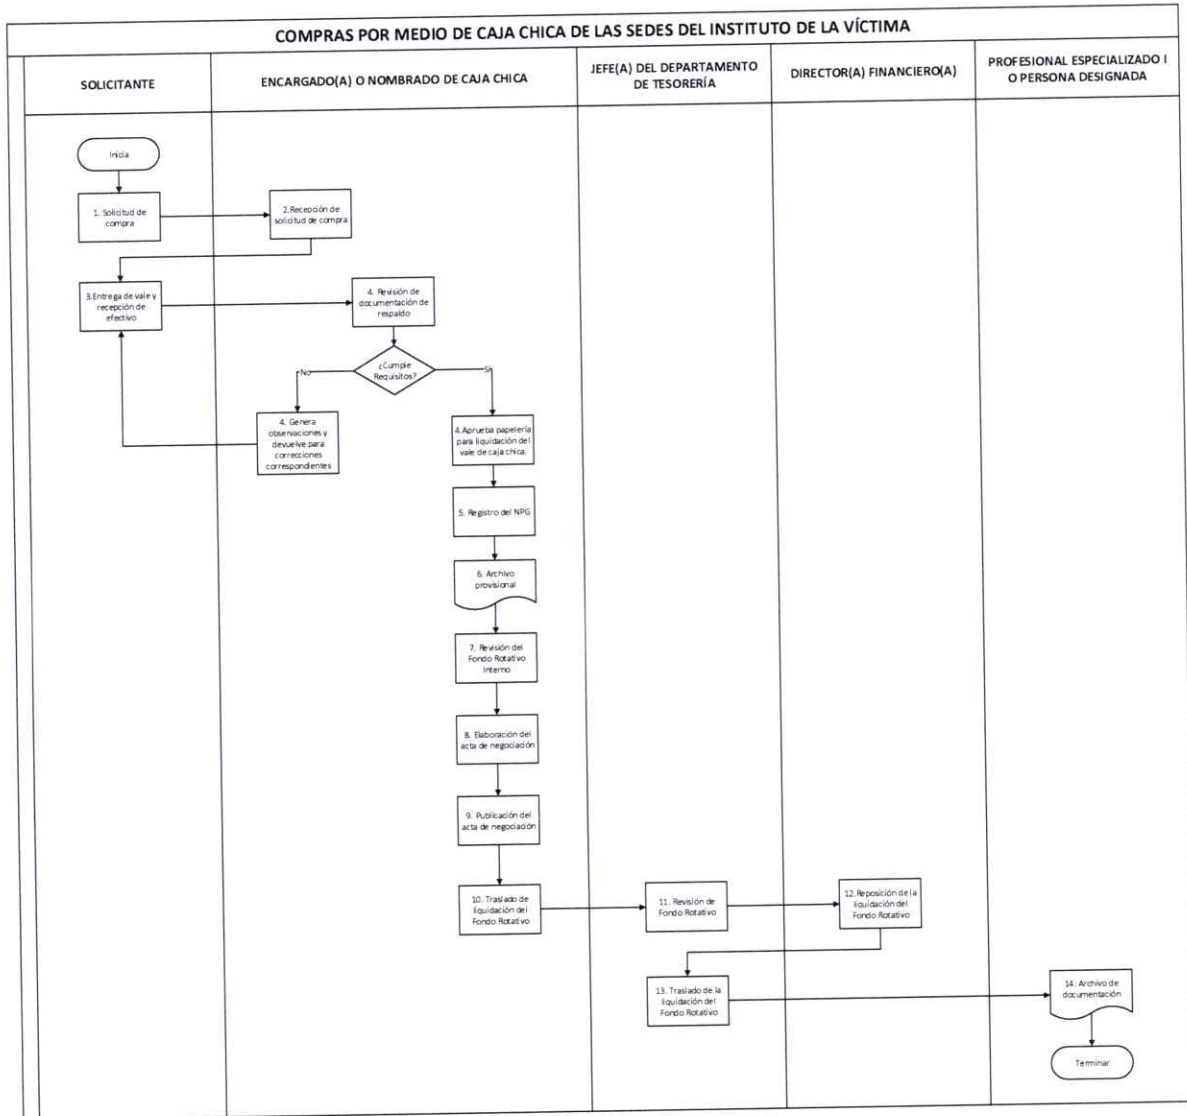 COMPRAS POR MEDIO DE CAJA CHICA DE LAS SEDES DEL INSTITUTO DE LA VÍCTIMA
SOLICITANTE
ENCARGADO(A) O NOMBRADO DE CAJA CHICA
JEFE(A) DEL DEPARTAMENTO
DE TESORERÍA
DIRECTOR(A) FINANCIERO(A)
PROFESIONAL ESPECIALIZADO I
O PERSONA DESIGNADA
Inicia
1. Solicitud de
compra
2.Recepción de
solicitud de compra
3.Entrega de vale y
recepción de
efectivo
4. Revisión de
documentación de
respaldo
¿Cumple
Requisitos?
No
Si
4. Genera
observaciones y
devuelve para
correcciones
correspondientes
4.Aprueba papelería
para liquidación del
vale de caja chica.
5. Registro del NPG
6. Archivo
provisional
7. Revisión del
Fondo Rotativo
Interno
8. Elaboración del
acta de negociación
9. Publicación del
acta de negociación
10. Traslado de
liquidación del
Fondo Rotativo
11. Revisión de
Fondo Rotativo
12. Reposición de la
liquidación del
Fondo Rotativo
13. Traslado de la
liquidación del
Fondo Rotativo
14. Archivo de
documentación
Terminar